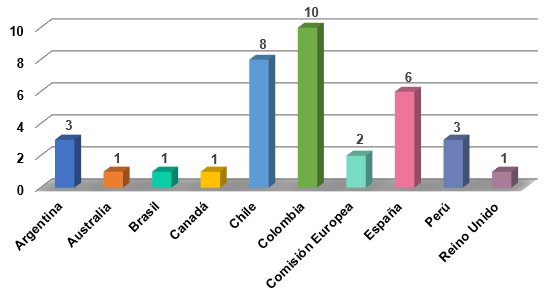 10
8
6
4
2
0
3
1
1
1
8
10
2
6
3
1
Argentina
Australia
Brasil
Canadá
Chile
Colombia
Comisión Europea
España
Perú
Reino Unido